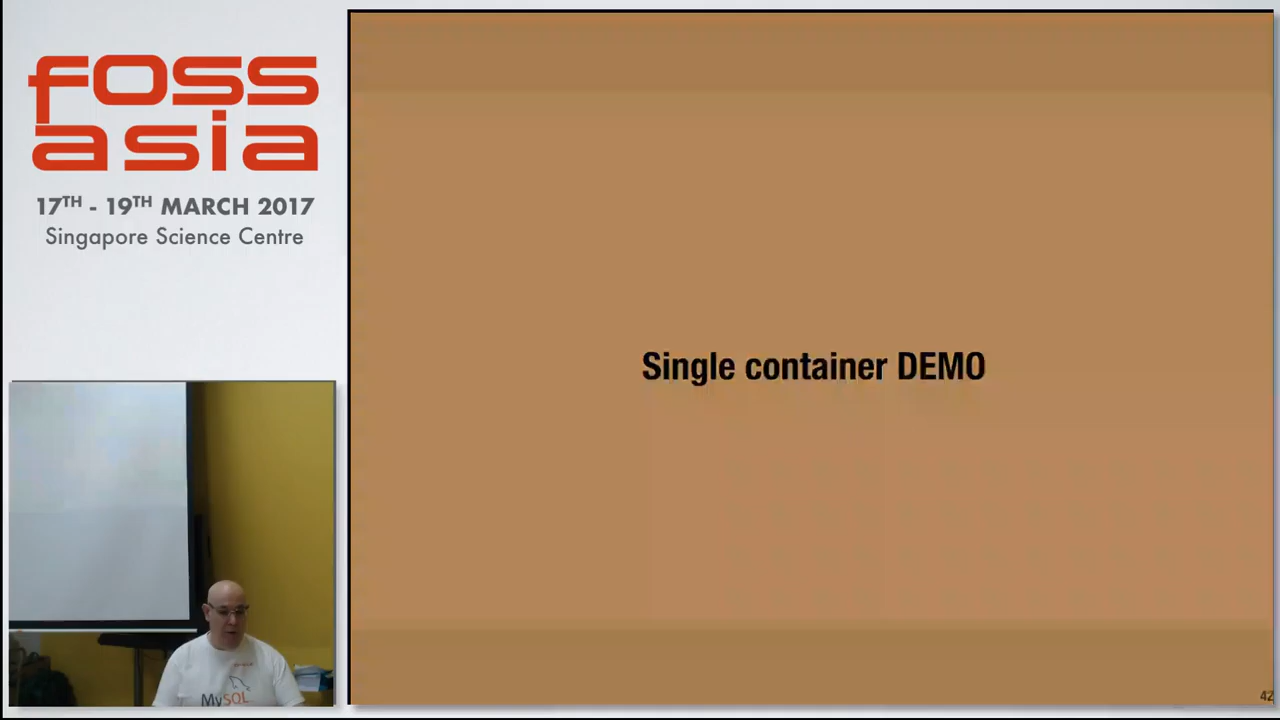 foss
asia
17TH - 19TH MARCH 2017
Singapore Science Centre
Single container DEMO
MySQL
42